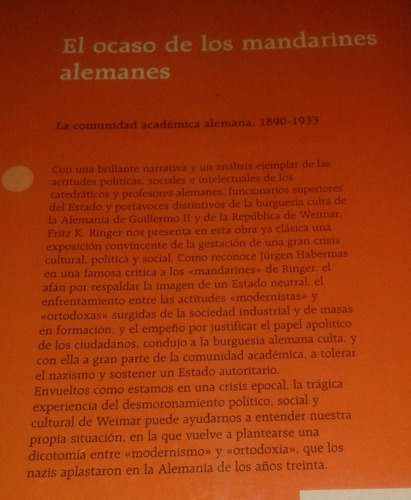 El ocaso de los mandarines
alemanes
La comunidad académica alemana, 1890-1933
Con una brillante narrativa y un análisis ejemplar de las
actitudes políticas, sociales e intelectuales de los
catedráticos y profesores alemanes, funcionarios superiores
del Estado y portavoces distintivos de la burguesía culta de
la Alemania de Guillermo II y de la República de Weimar,
Fritz K. Ringer nos presenta en esta obra ya clásica una
exposición convincente de la gestación de una gran crisis
cultural, política y social. Como reconoce Jürgen Habermas
en una famosa crítica a los «mandarines» de Ringer, el
afán por respaldar la imagen de un Estado neutral, el
enfrentamiento entre las actitudes «modernistas» y
«ortodoxas» surgidas de la sociedad industrial y de masas
en formación, y el empeño por justificar el papel apolítico
de los ciudadanos, condujo a la burguesía alemana culta, y
con ella a gran parte de la comunidad académica, a tolerar
el nazismo y sostener un Estado autoritario.
Envueltos como estamos en una crisis epocal, la trágica
experiencia del desmoronamiento político, social y
cultural de Weimar puede ayudarnos a entender nuestra
propia situación, en la que vuelve a plantearse una
dicotomía entre «modernismo» y «ortodoxia», que los
nazis aplastaron en la Alemania de los años treinta.